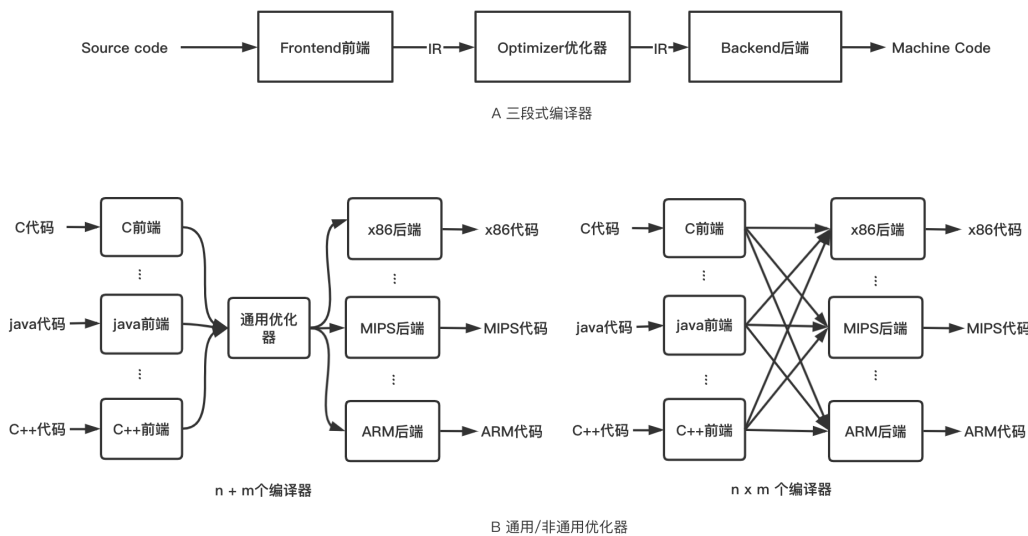 Source code
Frontend前端
IR
Optimizer优化器
IR
Backend后端
Machine Code
A 三段式编译器
C代码
C前端
x86后端
x86代码
C代码
C前端
x86后端
x86代码
⋮
⋮
⋮
⋮
java代码
java前端
通用优化
器
MIPS后端
MIPS代码
java代码
java前端
MIPS后端
MIPS代码
⋮
⋮
⋮
⋮
C++代码
C++前端
ARM后端
ARM代码
C++代码
C++前端
ARM后端
ARM代码
n + m个编译器
n x m 个编译器
B 通用/非通用优化器